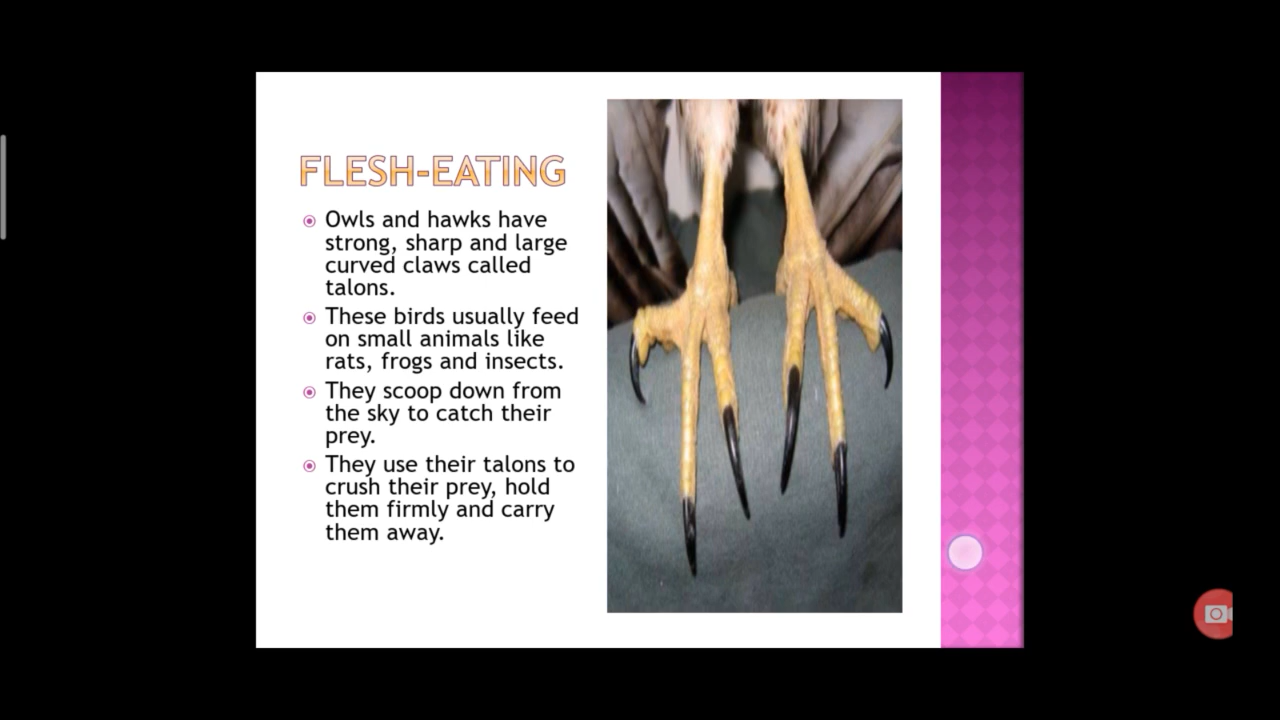 FLESH-EATING
Owls and hawks have
strong, sharp and large
curved claws called
talons.
These birds usually feed
on small animals like
rats, frogs and insects.
They scoop down from
the sky to catch their
prey.
They use their talons to
crush their prey, hold
them firmly and carry
them away.